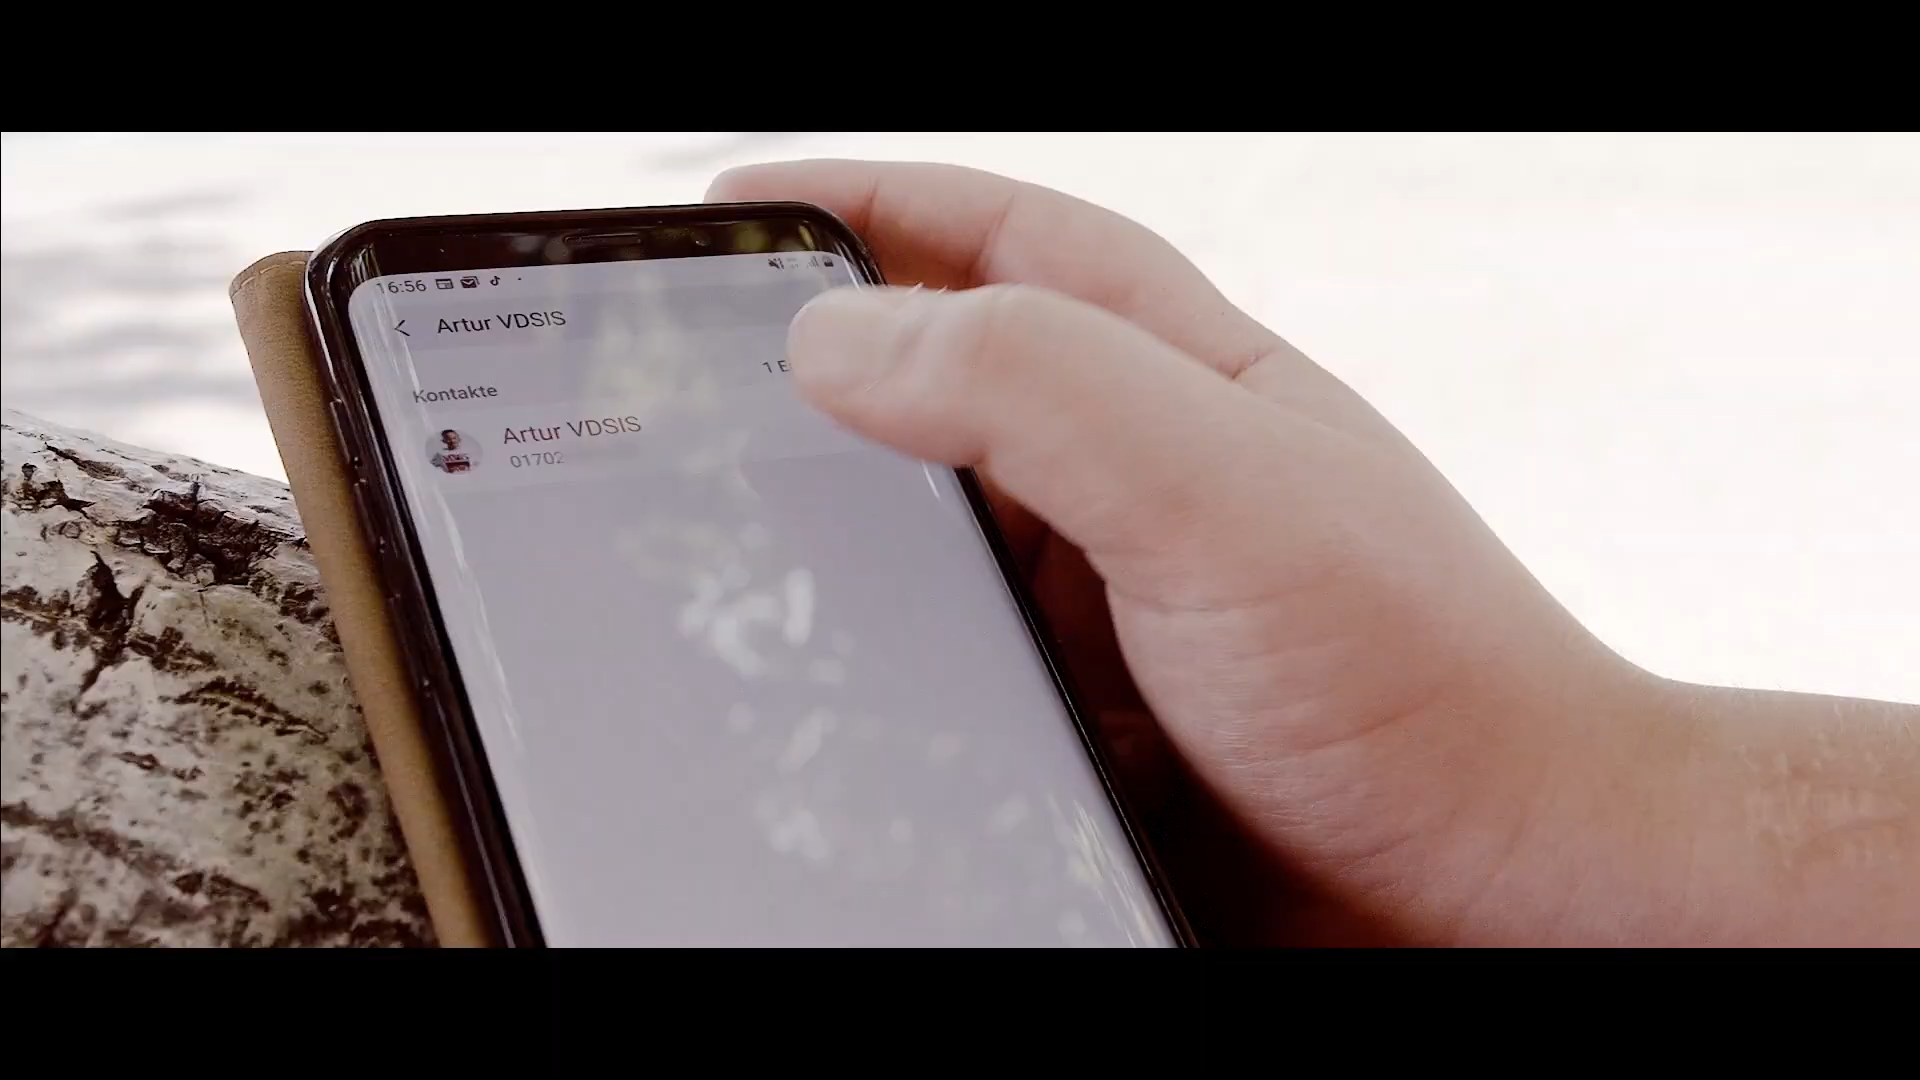 16:56
Artur VDSIS
1 E
Kontakte
Artur VDSIS
01702